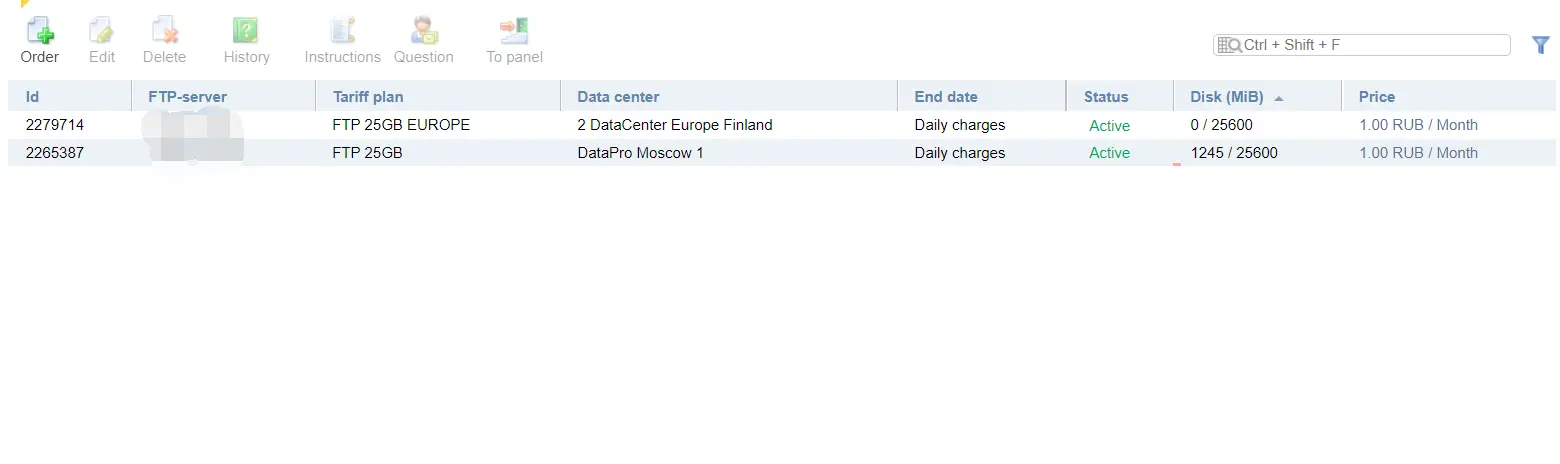 Order Edit Delete History Instructions Question To panel Ctrl + Shift + F
Id FTP-server Tariff plan Data center End date Status Disk (MiB) Price
2279714 FTP 25GB EUROPE 2 DataCenter Europe Finland Daily charges Active 0 / 25600 1.00 RUB / Month
2265387 FTP 25GB DataPro Moscow 1 Daily charges Active 1245 / 25600 1.00 RUB / Month